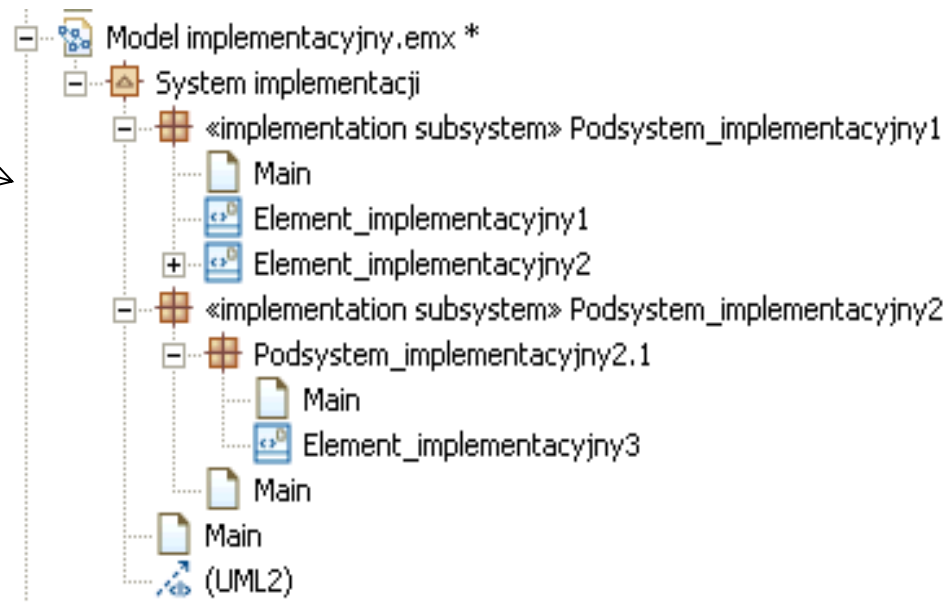 Model implementacyjny.emx *
System implementacji
«implementation subsystem» Podsystem_implementacyjny1
Main
Element_implementacyjny1
Element_implementacyjny2
«implementation subsystem» Podsystem_implementacyjny2
Podsystem_implementacyjny2.1
Main
Element_implementacyjny3
Main
Main
(UML2)